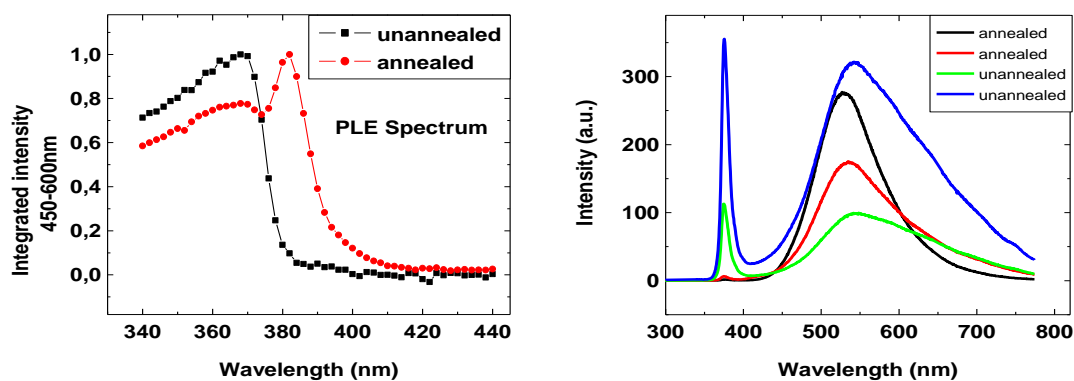 Integrated intensity
450-600nm
1,0
0,8
0,6
0,4
0,2
0,0
unannealed
annealed
PLE Spectrum
340 360 380 400 420 440
Wavelength (nm)
Intensity (a.u.)
300
200
100
0
annealed
annealed
unannealed
unannealed
300 400 500 600 700 800
Wavelength (nm)